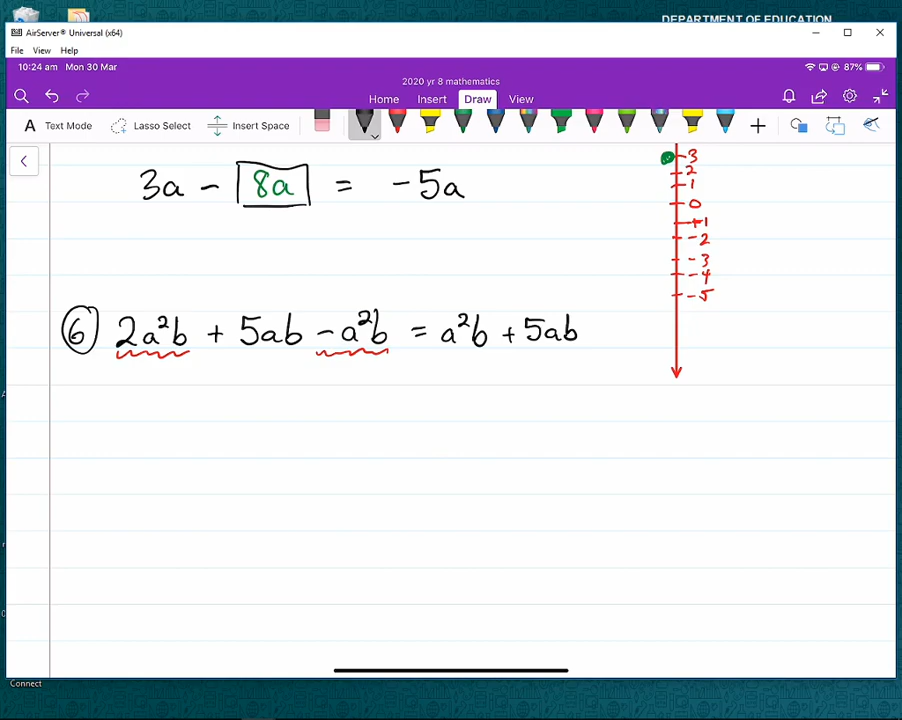 DEPARTMENT OF EDUCATION
AirServer® Universal (x64)
File View Help
10:24 am Mon 30 Mar
87%
2020 yr 8 mathematics
Home Insert Draw View
A Text Mode Lasso Select Insert Space
3a − 8a = −5a
3
2
1
0
+1
-2
-3
-4
-5
⑥ 2a²b + 5ab − a²b = a²b + 5ab
Connect